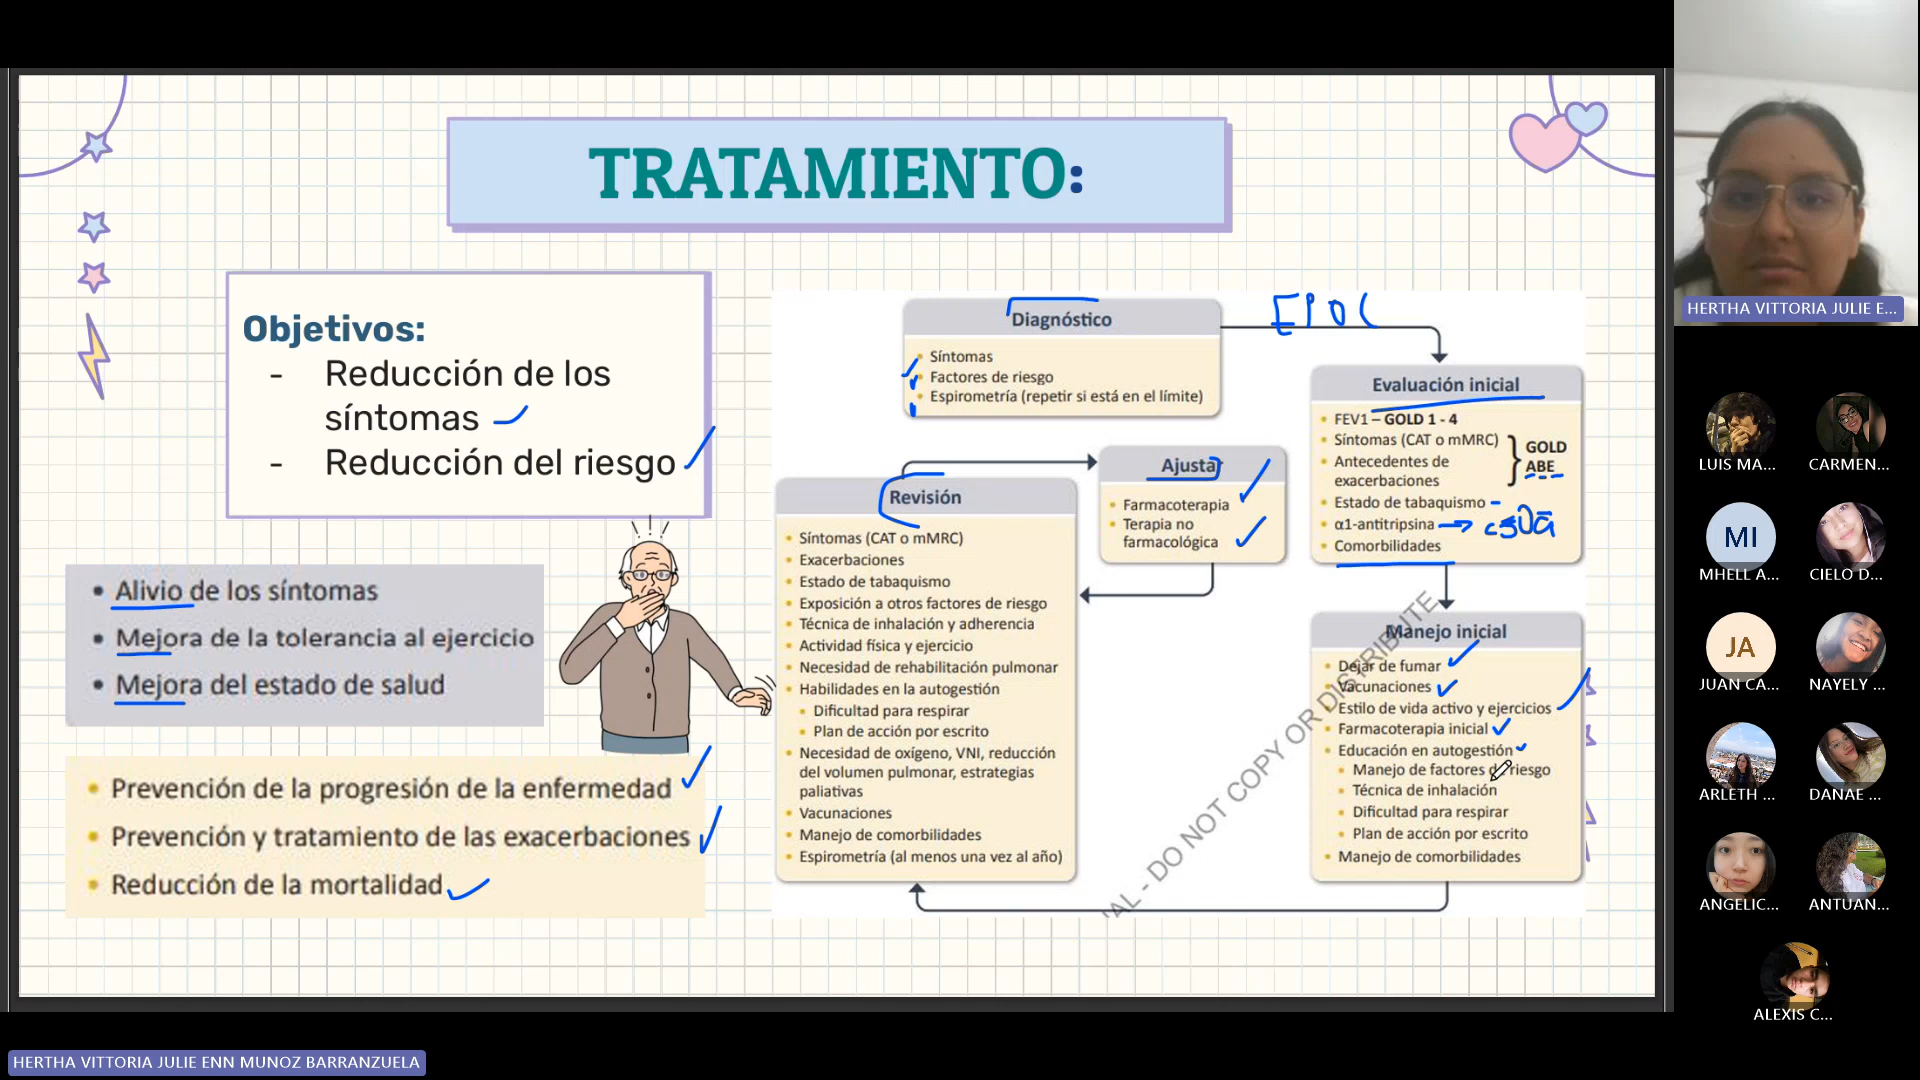 TRATAMIENTO:
Objetivos:
- Reducción de los
síntomas
- Reducción del riesgo
• Alivio de los síntomas
• Mejora de la tolerancia al ejercicio
• Mejora del estado de salud
• Prevención de la progresión de la enfermedad
• Prevención y tratamiento de las exacerbaciones
• Reducción de la mortalidad
Diagnóstico
• Síntomas
• Factores de riesgo
• Espirometría (repetir si está en el límite)
EPOC
Evaluación inicial
• FEV1 – GOLD 1 - 4
• Síntomas (CAT o mMRC)
• Antecedentes de
exacerbaciones
GOLD
ABE
• Estado de tabaquismo
• α1-antitripsina
• Comorbilidades
Ajustar
• Farmacoterapia
• Terapia no
farmacológica
Revisión
• Síntomas (CAT o mMRC)
• Exacerbaciones
• Estado de tabaquismo
• Exposición a otros factores de riesgo
• Técnica de inhalación y adherencia
• Actividad física y ejercicio
• Necesidad de rehabilitación pulmonar
• Habilidades en la autogestión
• Dificultad para respirar
• Plan de acción por escrito
• Necesidad de oxígeno, VNI, reducción
del volumen pulmonar, estrategias
paliativas
• Vacunaciones
• Manejo de comorbilidades
• Espirometría (al menos una vez al año)
Manejo inicial
• Dejar de fumar
• Vacunaciones
• Estilo de vida activo y ejercicios
• Farmacoterapia inicial
• Educación en autogestión
• Manejo de factores de riesgo
• Técnica de inhalación
• Dificultad para respirar
• Plan de acción por escrito
• Manejo de comorbilidades
AL - DO NOT COPY OR DISTRIBUTE
HERTHA VITTORIA JULIE E...
LUIS MA...
CARMEN...
MI
MHELL A...
CIELO D...
JA
JUAN CA...
NAYELY ...
ARLETH ...
DANAE ...
ANGELIC...
ANTUAN...
ALEXIS C...
HERTHA VITTORIA JULIE ENN MUNOZ BARRANZUELA